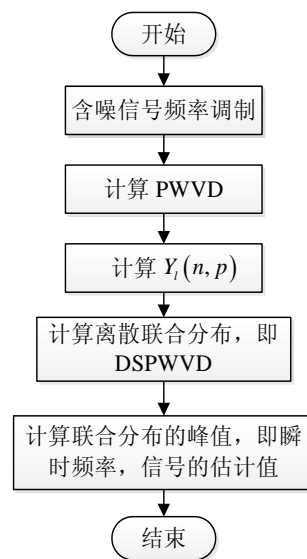 开始
含噪信号频率调制
计算 PWVD
计算 Y_l(n, p)
计算离散联合分布，即
DSPWVD
计算联合分布的峰值，即瞬
时频率，信号的估计值
结束